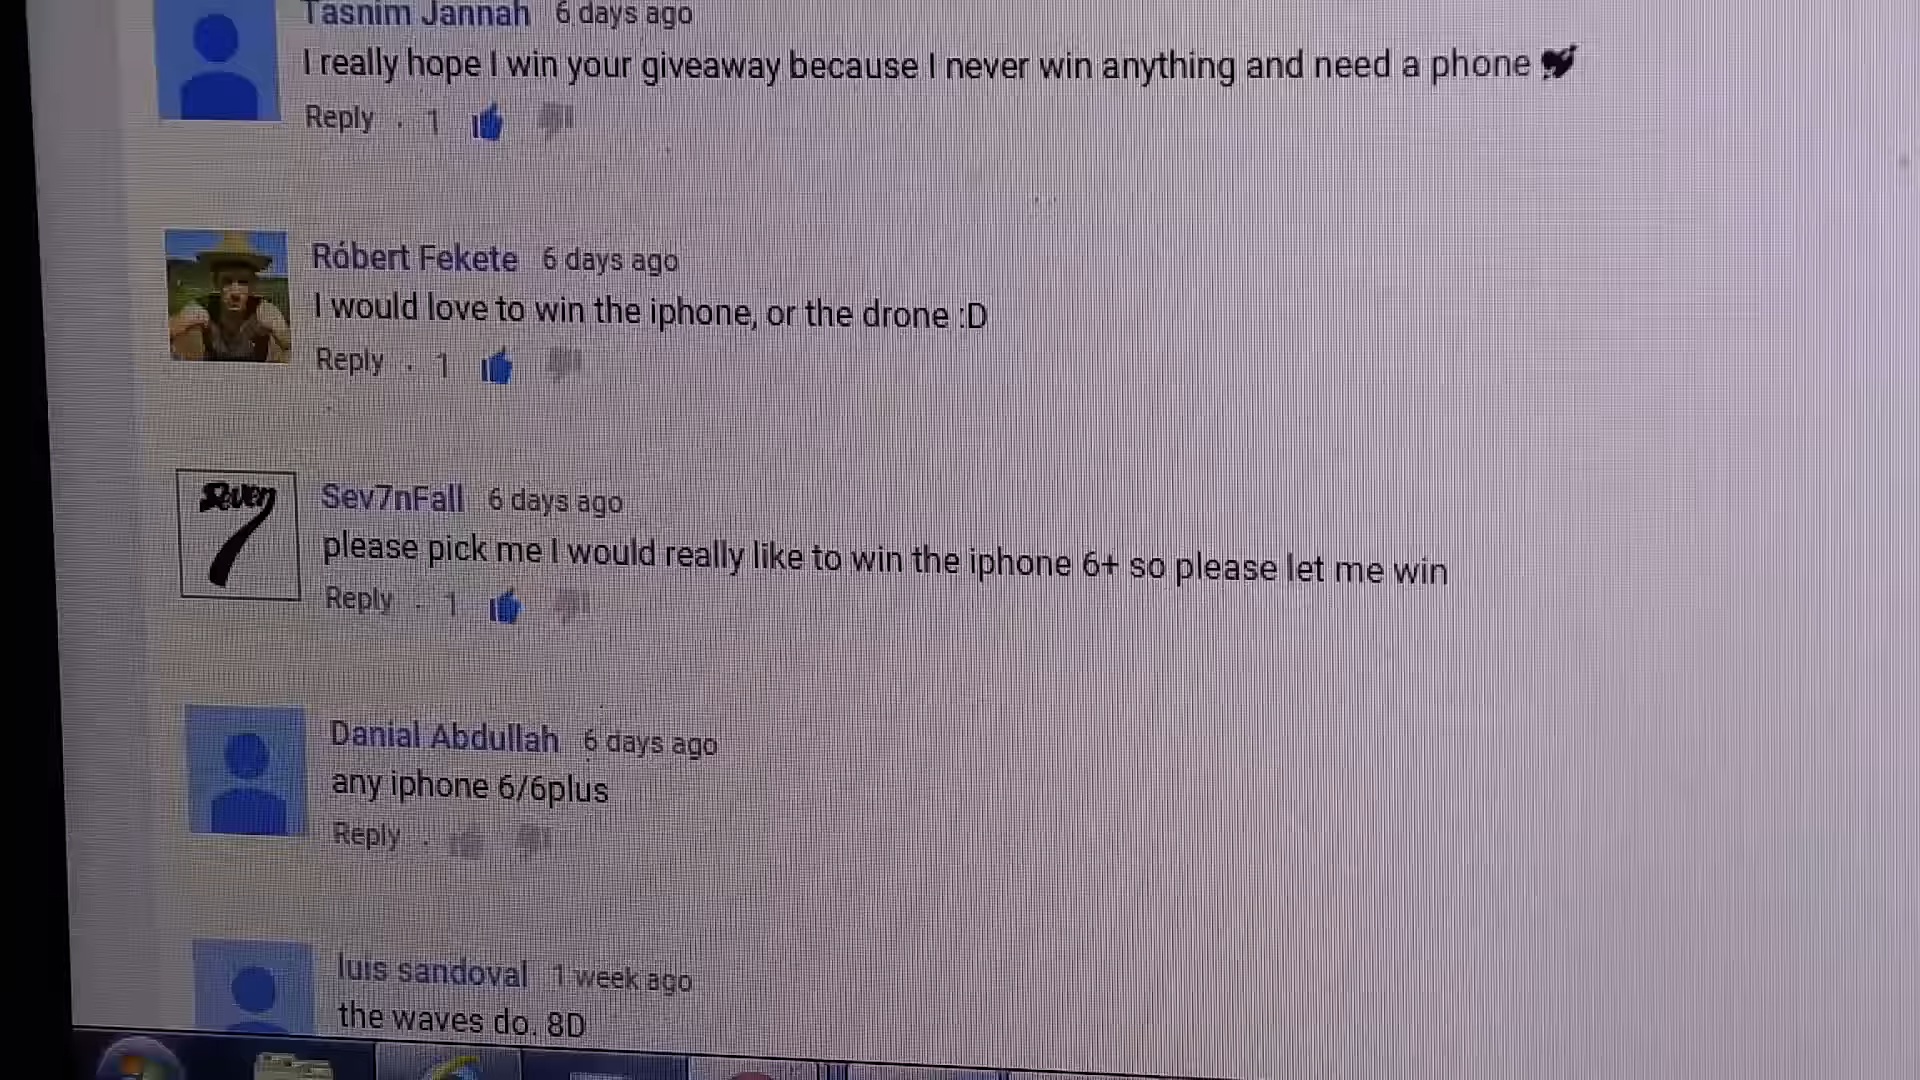 Tasnim Jannah 6 days ago
I really hope I win your giveaway because I never win anything and need a phone 💘
Reply . 1
Róbert Fekete 6 days ago
I would love to win the iphone, or the drone :D
Reply . 1
Seven
7
Sev7nFall 6 days ago
please pick me I would really like to win the iphone 6+ so please let me win
Reply . 1
Danial Abdullah 6 days ago
any iphone 6/6plus
Reply .
luis sandoval 1 week ago
the waves do. 8D